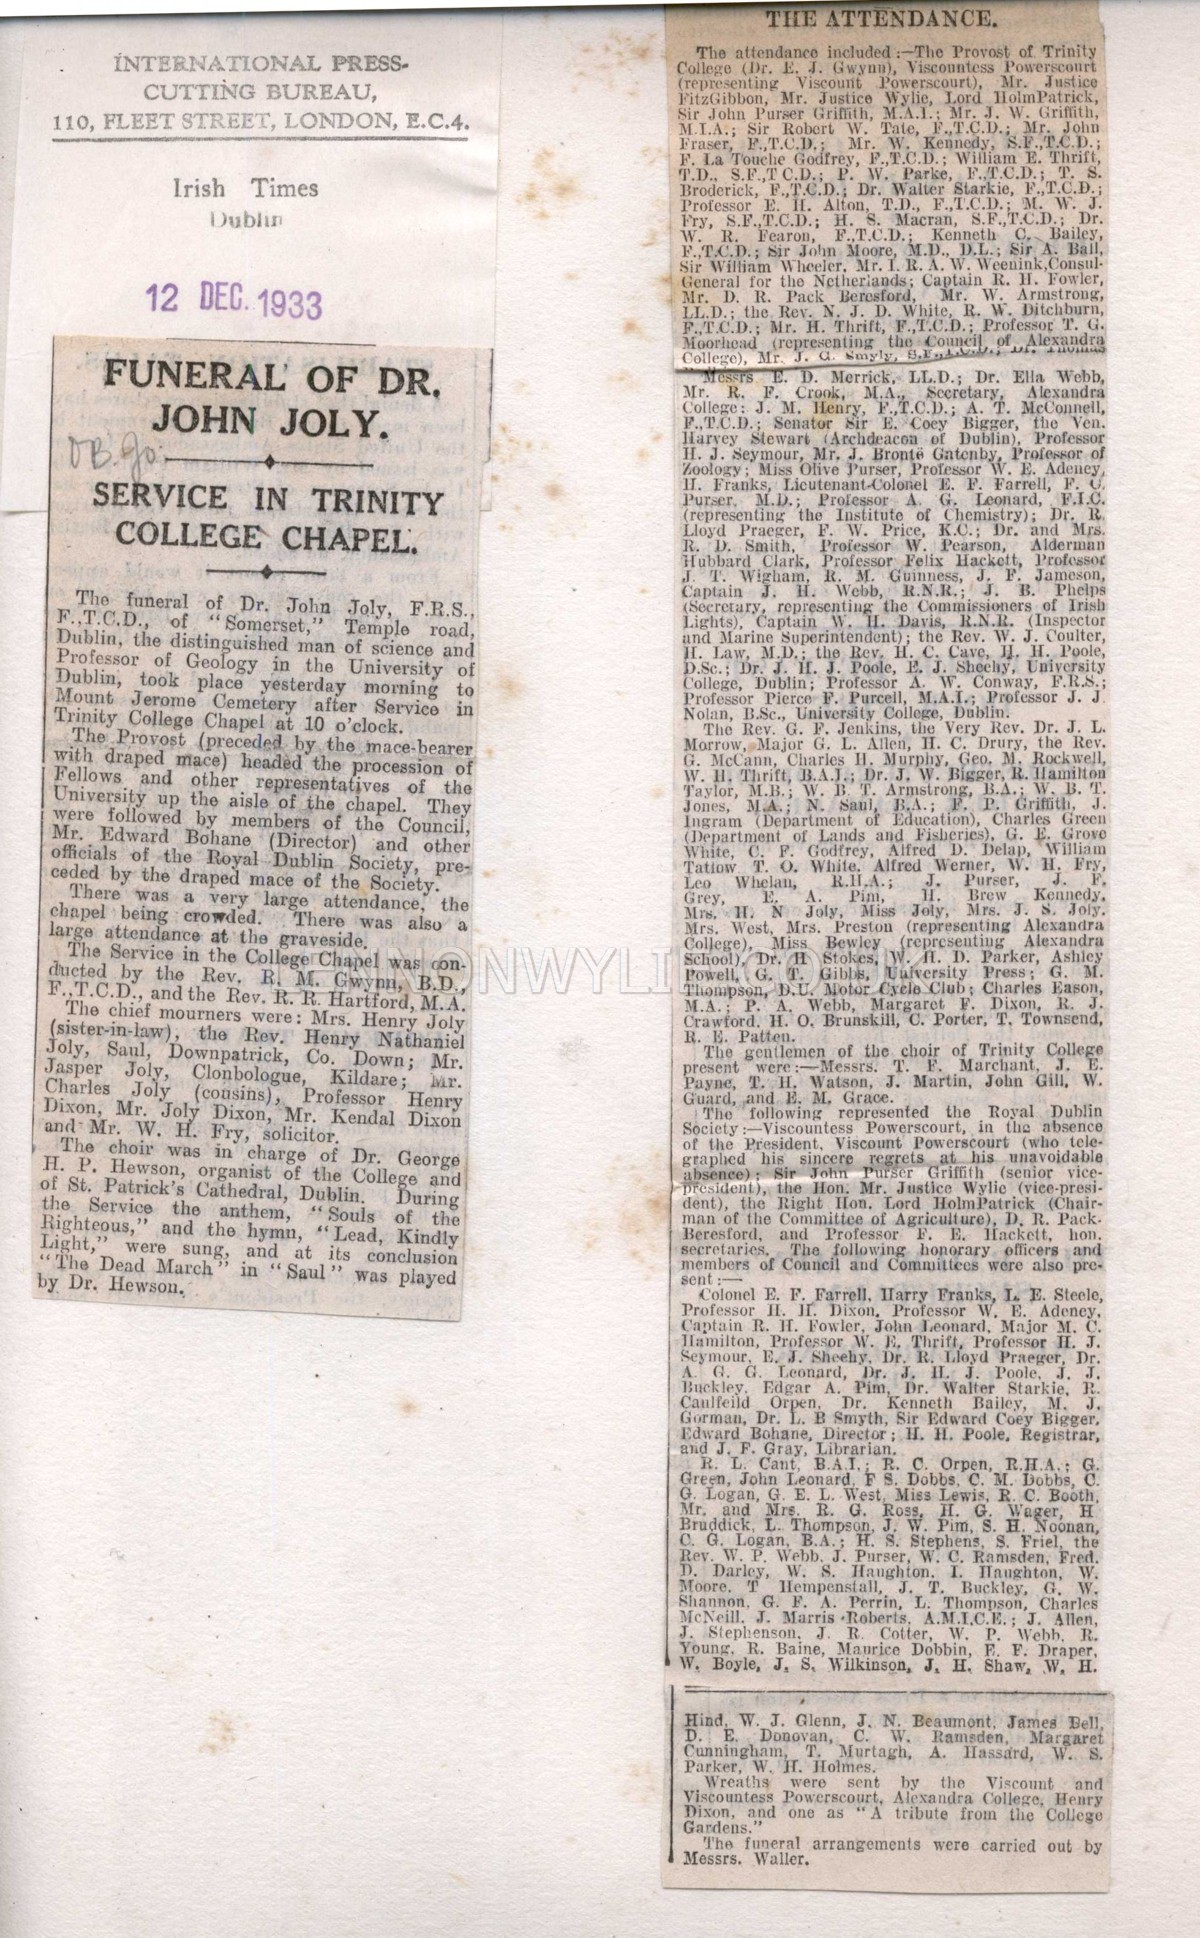 INTERNATIONAL PRESS-
CUTTING BUREAU,
110, FLEET STREET, LONDON, E.C.4.
Irish Times
Dublin
12 DEC. 1933
FUNERAL OF DR.
JOHN JOLY.
SERVICE IN TRINITY
COLLEGE CHAPEL.
The funeral of Dr. John Joly, F.R.S.,
F.,T.C.D., of "Somerset," Temple road,
Dublin, the distinguished man of science and
Professor of Geology in the University of
Dublin, took place yesterday morning to
Mount Jerome Cemetery after Service in
Trinity College Chapel at 10 o'clock.
The Provost (preceded by the mace-bearer
with draped mace) headed the procession of
Fellows and other representatives of the
University up the aisle of the chapel. They
were followed by members of the Council,
Mr. Edward Bohane (Director) and other
officials of the Royal Dublin Society, pre-
ceded by the draped mace of the Society.
There was a very large attendance, the
chapel being crowded. There was also a
large attendance at the graveside.
The Service in the College Chapel was con-
ducted by the Rev. R. M. Gwynn, B.D.,
F.,T.C.D., and the Rev. R. R. Hartford, M.A.
The chief mourners were: Mrs. Henry Joly
(sister-in-law), the Rev. Henry Nathaniel
Joly, Saul, Downpatrick, Co. Down; Mr.
Jasper Joly, Clonbologue, Kildare; Mr.
Charles Joly (cousins), Professor Henry
Dixon, Mr. Joly Dixon, Mr. Kendal Dixon
and Mr. W. H. Fry, solicitor.
The choir was in charge of Dr. George
H. P. Hewson, organist of the College and
of St. Patrick's Cathedral, Dublin. During
the Service the anthem, "Souls of the
Righteous," and the hymn, "Lead, Kindly
Light," were sung, and at its conclusion
"The Dead March" in "Saul" was played
by Dr. Hewson.
THE ATTENDANCE.
The attendance included:—The Provost of Trinity
College (Dr. E. J. Gwynn), Viscountess Powerscourt
(representing Viscount Powerscourt), Mr. Justice
FitzGibbon, Mr. Justice Wylie, Lord HolmPatrick,
Sir John Purser Griffith, M.A.I.; Mr. J. W. Griffith,
M.I.A.; Sir Robert W. Tate, F.,T.C.D.; Mr. John
Fraser, F.,T.C.D.; Mr. W. Kennedy, S.F.,T.C.D.;
F. La Touche Godfrey, F.,T.C.D.; William E. Thrift,
T.D., S.F.,T C.D.; P. W. Parke, F.,T.C.D.; T. S.
Broderick, F.,T.C.D.; Dr. Walter Starkie, F.,T.C.D.;
Professor E. H. Alton, T.D., F.,T.C.D.; M. W. J.
Fry, S.F.,T.C.D.; H. S. Macran, S.F.,T.C.D.; Dr.
W. R. Fearon, F.,T.C.D.; Kenneth C. Bailey,
F.,T.C.D.; Sir John Moore, M.D., D.L.; Sir A. Ball,
Sir William Wheeler, Mr. I. R. A. W. Weenink,Consul-
General for the Netherlands; Captain R. H. Fowler,
Mr. D. R. Pack Beresford, Mr. W. Armstrong,
LL.D.; the Rev. N. J. D. White, R. W. Ditchburn,
F.,T.C.D.; Mr. H. Thrift, F.,T.C.D.; Professor T. G.
Moorhead (representing the Council of Alexandra
College), Mr. J. G. Smyly, S.F.,T.C.D.; Dr. Thomas
Messrs E. D. Merrick, LL.D.; Dr. Ella Webb,
Mr. R. F. Crook, M.A., Secretary, Alexandra
College; J. M. Henry, F.,T.C.D.; A. T. McConnell,
F.,T.C.D.; Senator Sir E. Coey Bigger, the Ven.
Harvey Stewart (Archdeacon of Dublin), Professor
H. J. Seymour, Mr. J. Brontë Gatenby, Professor of
Zoology; Miss Olive Purser, Professor W. E. Adeney,
H. Franks, Lieutenant-Colonel E. F. Farrell, F. C.
Purser, M.D.; Professor A. G. Leonard, F.I.C.
(representing the Institute of Chemistry); Dr. R.
Lloyd Praeger, F. W. Price, K.C.; Dr. and Mrs.
R. D. Smith, Professor W. Pearson, Alderman
Hubbard Clark, Professor Felix Hackett, Professor
J. T. Wigham, R. M. Guinness, J. F. Jameson,
Captain J. H. Webb, R.N.R.; J. B. Phelps
(Secretary, representing the Commissioners of Irish
Lights), Captain W. H. Davis, R.N.R. (Inspector
and Marine Superintendent); the Rev. W. J. Coulter,
H. Law, M.D.; the Rev. H. C. Cave, H. H. Poole,
D.Sc.; Dr. J. H. J. Poole, E. J. Sheehy, University
College, Dublin; Professor A. W. Conway, F.R.S.;
Professor Pierce F. Purcell, M.A.I.; Professor J. J.
Nolan, B.Sc., University College, Dublin.
The Rev. G. F. Jenkins, the Very Rev. Dr. J. L.
Morrow, Major G. L. Allen, H. C. Drury, the Rev.
G. McCann, Charles H. Murphy, Geo. M. Rockwell,
W. H. Thrift, B.A.I.; Dr. J. W. Bigger, R. Hamilton
Taylor, M.B.; W. B. T. Armstrong, B.A.; W. B. T.
Jones, M.A.; N. Saul, B.A.; F. P. Griffith, J.
Ingram (Department of Education), Charles Green
(Department of Lands and Fisheries), G. E. Grove
White, C. F. Godfrey, Alfred D. Delap, William
Tatlow T. O. White, Alfred Werner, W. H. Fry,
Leo Whelan, R.H.A.; J. Purser, J. F.
Grey, E. A. Pim, H. Brew Kennedy,
Mrs. H. N Joly, Miss Joly, Mrs. J. S. Joly.
Mrs. West, Mrs. Preston (representing Alexandra
College), Miss Bewley (representing Alexandra
School), Dr. H Stokes, W. H. D. Parker, Ashley
Powell, G. T. Gibbs, University Press; G. M.
Thompson, D.U. Motor Cycle Club; Charles Eason,
M.A.; P. A. Webb, Margaret F. Dixon, R. J.
Crawford, H. O. Brunskill, C. Porter, T. Townsend,
R. E. Patten.
The gentlemen of the choir of Trinity College
present were:—Messrs. T. F. Marchant, J. E.
Payne, T. H. Watson, J. Martin, John Gill, W.
Guard, and E. M. Grace.
The following represented the Royal Dublin
Society:—Viscountess Powerscourt, in the absence
of the President, Viscount Powerscourt (who tele-
graphed his sincere regrets at his unavoidable
absence); Sir John Purser Griffith (senior vice-
president), the Hon. Mr. Justice Wylie (vice-presi-
dent), the Right Hon. Lord HolmPatrick (Chair-
man of the Committee of Agriculture), D. R. Pack-
Beresford, and Professor F. E. Hackett, hon.
secretaries. The following honorary officers and
members of Council and Committees were also pre-
sent:—
Colonel E. F. Farrell, Harry Franks, L. E. Steele,
Professor H. H. Dixon, Professor W. E. Adeney,
Captain R. H. Fowler, John Leonard, Major M. C.
Hamilton, Professor W. E. Thrift, Professor H. J.
Seymour, E. J. Sheehy, Dr. R. Lloyd Praeger, Dr.
A. G. G. Leonard, Dr. J. H. J. Poole, J. J.
Buckley, Edgar A. Pim, Dr. Walter Starkie, R.
Caulfeild Orpen, Dr. Kenneth Bailey, M. J.
Gorman, Dr. L. B Smyth, Sir Edward Coey Bigger,
Edward Bohane, Director; H. H. Poole, Registrar,
and J. F. Gray, Librarian.
R. L. Cant, B.A.I.; R. C. Orpen, R.H.A.; G.
Green, John Leonard, F S. Dobbs, C. M. Dobbs, C.
G. Logan, G. E. L. West, Miss Lewis, R. C. Booth,
Mr. and Mrs. R. G. Ross, H. G. Wager, H
Bruddick, L. Thompson, J. W. Pim, S. H. Noonan,
C. G. Logan, B.A.; H. S. Stephens, S. Friel, the
Rev. W. P. Webb, J. Purser, W. C. Ramsden, Fred.
D. Darley, W. S. Haughton, I. Haughton, W.
Moore, T Hempenstall, J. T. Buckley, G. W.
Shannon, G. F. A. Perrin, L. Thompson, Charles
McNeill, J. Marris Roberts, A.M.I.C.E.; J. Allen,
J. Stephenson, J. R. Cotter, W. P. Webb, R.
Young, R. Baine, Maurice Dobbin, E. F. Draper,
W. Boyle, J. S. Wilkinson, J. H. Shaw, W. H.
Hind, W. J. Glenn, J. N. Beaumont, James Bell,
D. E. Donovan, C. W. Ramsden, Margaret
Cunningham, T. Murtagh, A. Hassard, W. S.
Parker, W. H. Holmes.
Wreaths were sent by the Viscount and
Viscountess Powerscourt, Alexandra College, Henry
Dixon, and one as "A tribute from the College
Gardens."
The funeral arrangements were carried out by
Messrs. Waller.